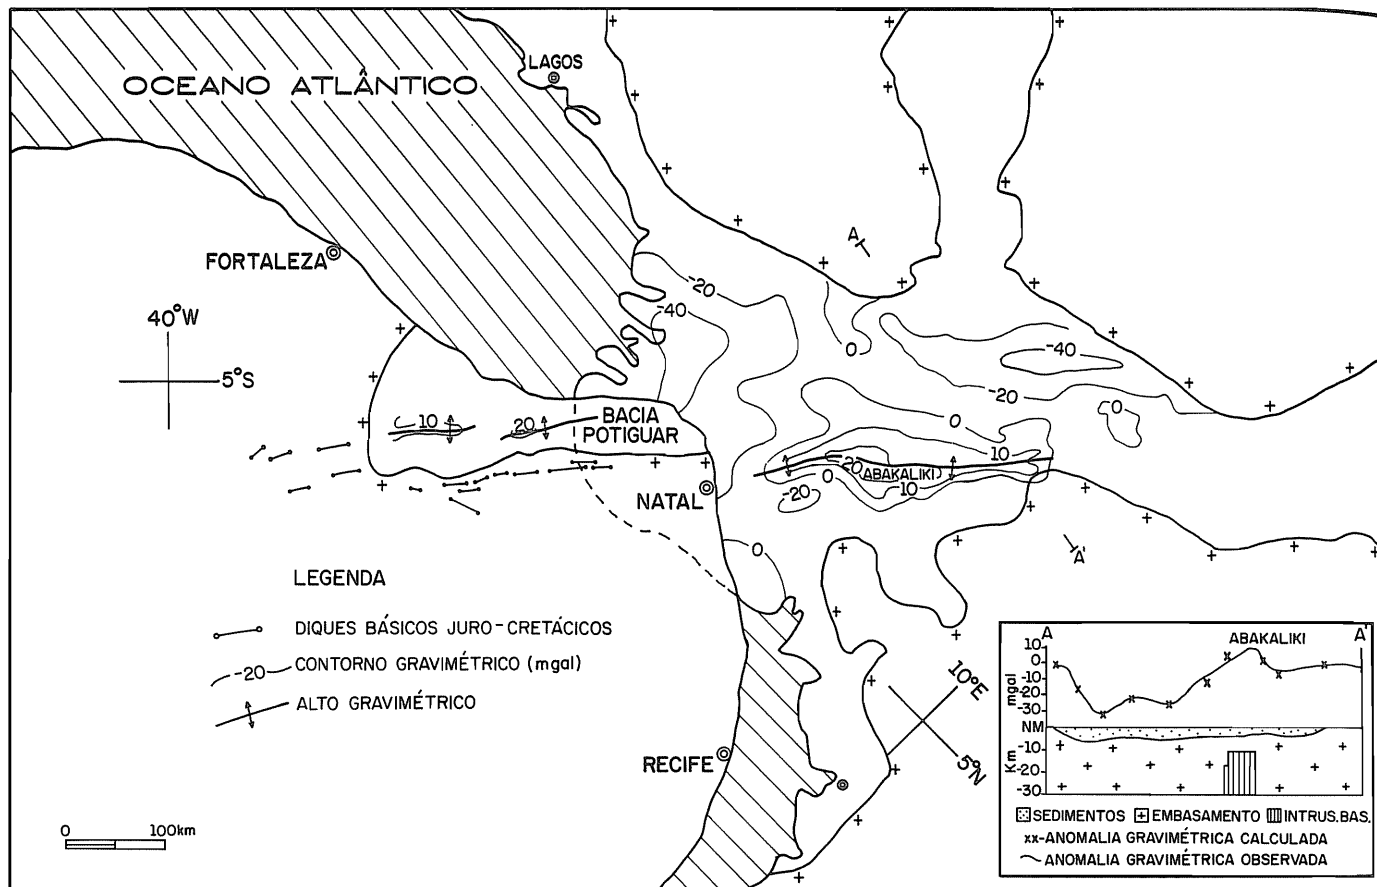 LAGOS
OCEANO ATLÂNTICO
A
-20
FORTALEZA
-40
40°W
0
-40
5°S
-20
0
0
10
20
BACIA
POTIGUAR
10
20
ABAKALIKI
0
10
-20
NATAL
A'
0
LEGENDA
DIQUES BÁSICOS JURO-CRETÁCICOS
-20 CONTORNO GRAVIMÉTRICO (mgal)
ALTO GRAVIMÉTRICO
10°E
5°N
RECIFE
0 100km
A ABAKALIKI A'
10
0
-10
-20
-30
mgal
NM
-10
-20
-30
Km
SEDIMENTOS EMBASAMENTO INTRUS.BAS.
xx-ANOMALIA GRAVIMÉTRICA CALCULADA
ANOMALIA GRAVIMÉTRICA OBSERVADA